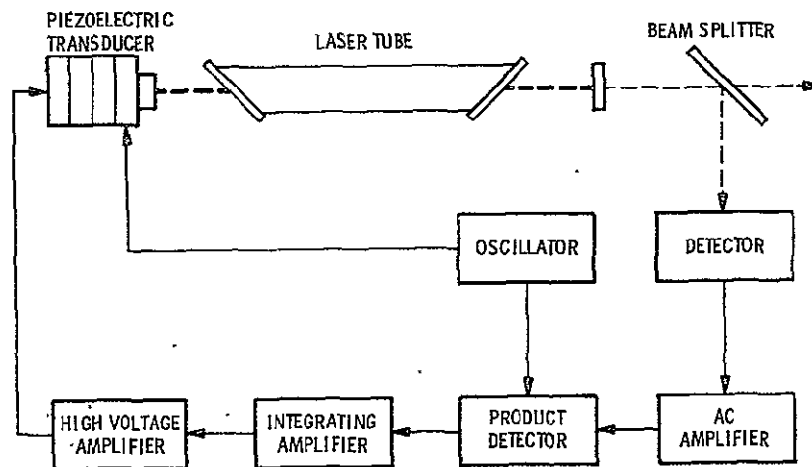 PIEZOELECTRIC
TRANSDUCER
LASER TUBE
BEAM SPLITTER
OSCILLATOR
DETECTOR
HIGH VOLTAGE
AMPLIFIER
INTEGRATING
AMPLIFIER
PRODUCT
DETECTOR
AC
AMPLIFIER